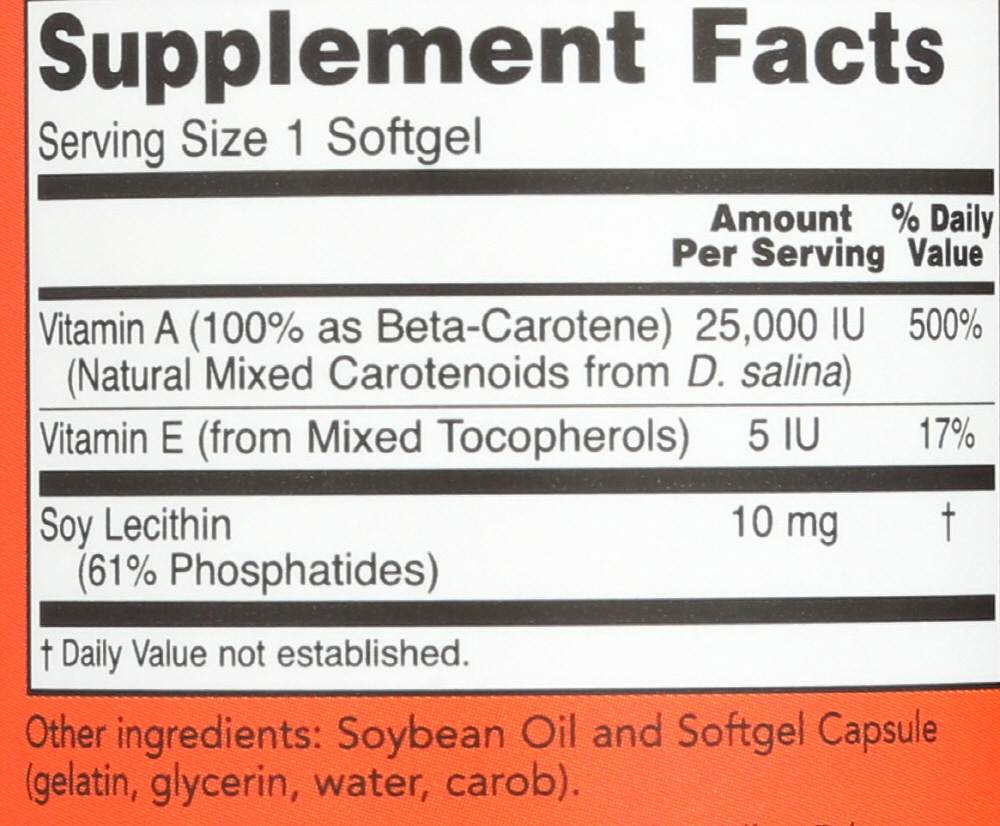 Supplement Facts
Serving Size 1 Softgel
Amount % Daily
Per Serving Value
Vitamin A (100% as Beta-Carotene) 25,000 IU 500%
(Natural Mixed Carotenoids from D. salina)
Vitamin E (from Mixed Tocopherols) 5 IU 17%
Soy Lecithin 10 mg †
(61% Phosphatides)
† Daily Value not established.
Other ingredients: Soybean Oil and Softgel Capsule
(gelatin, glycerin, water, carob).